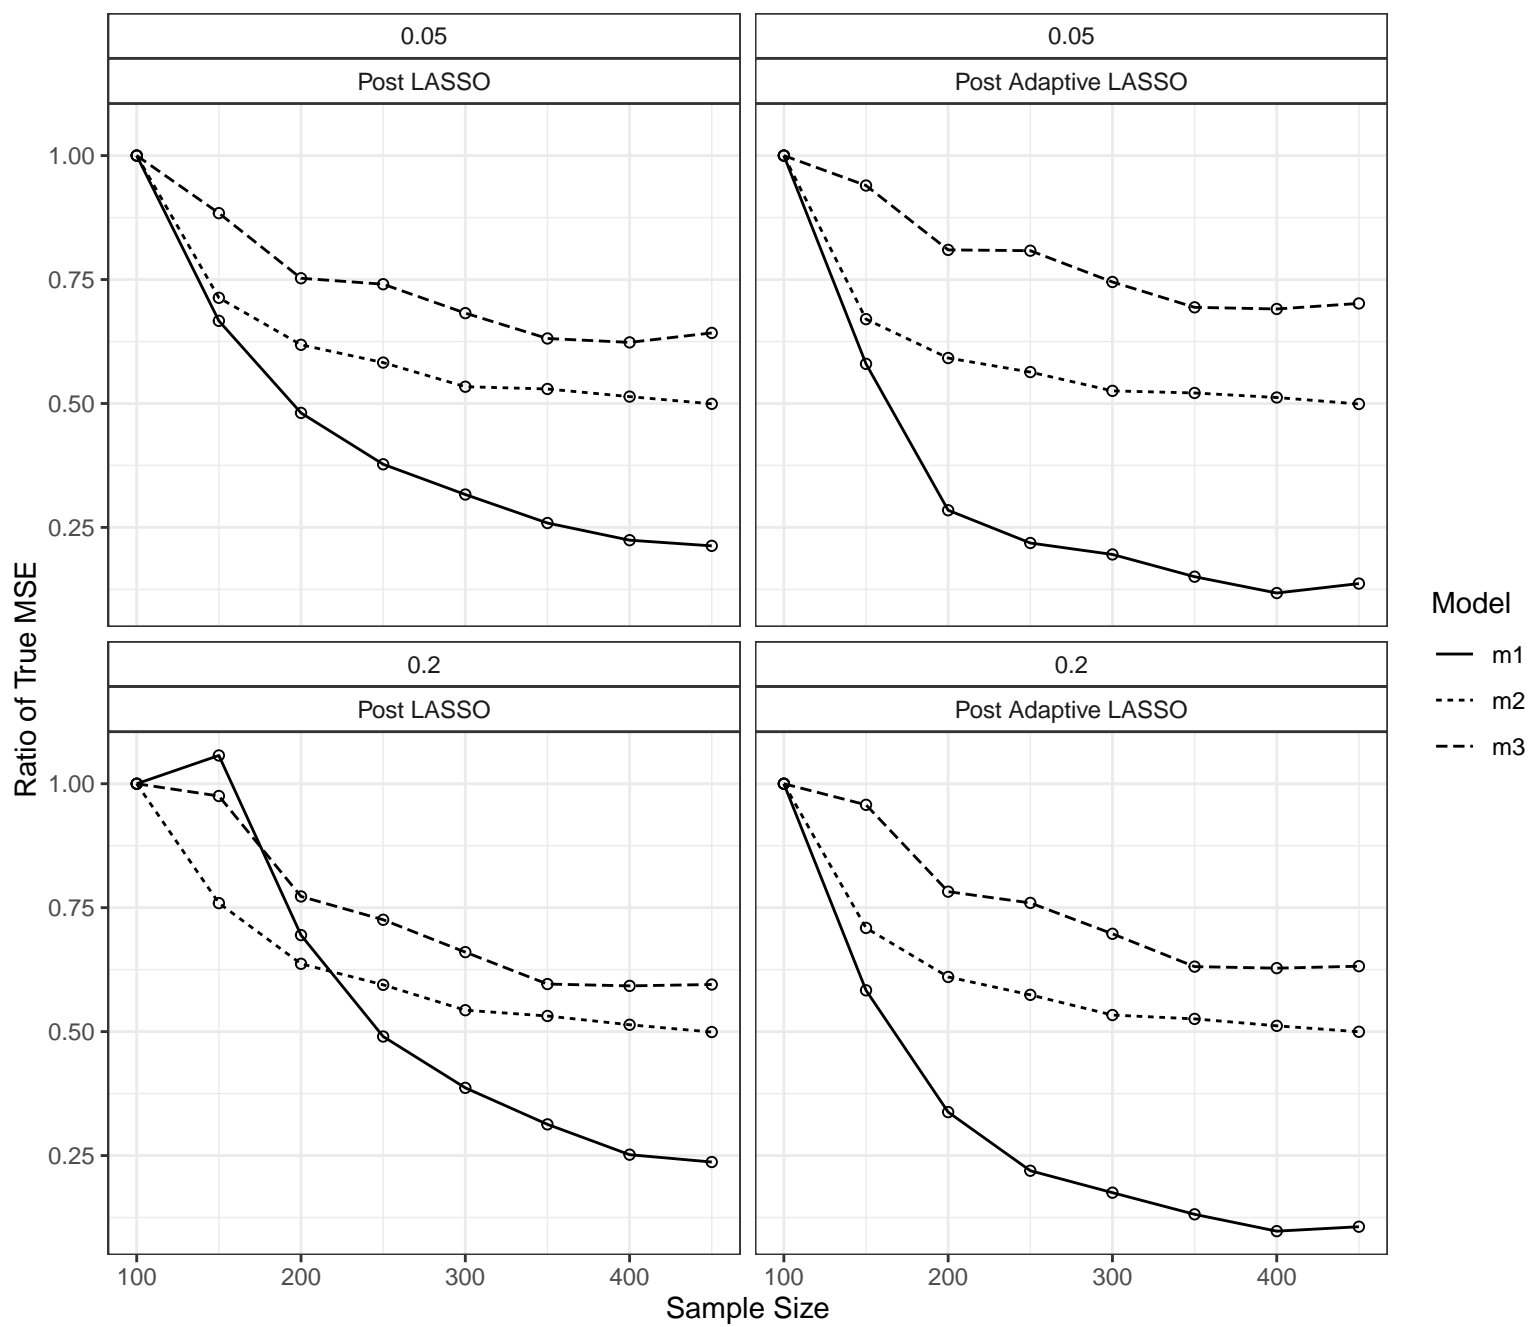 0.05
0.05
Post LASSO
Post Adaptive LASSO
1.00
0.75
0.50
0.25
0.2
0.2
Post LASSO
Post Adaptive LASSO
1.00
0.75
0.50
0.25
100 200 300 400
100 200 300 400
Sample Size
Ratio of True MSE
Model
m1
m2
m3